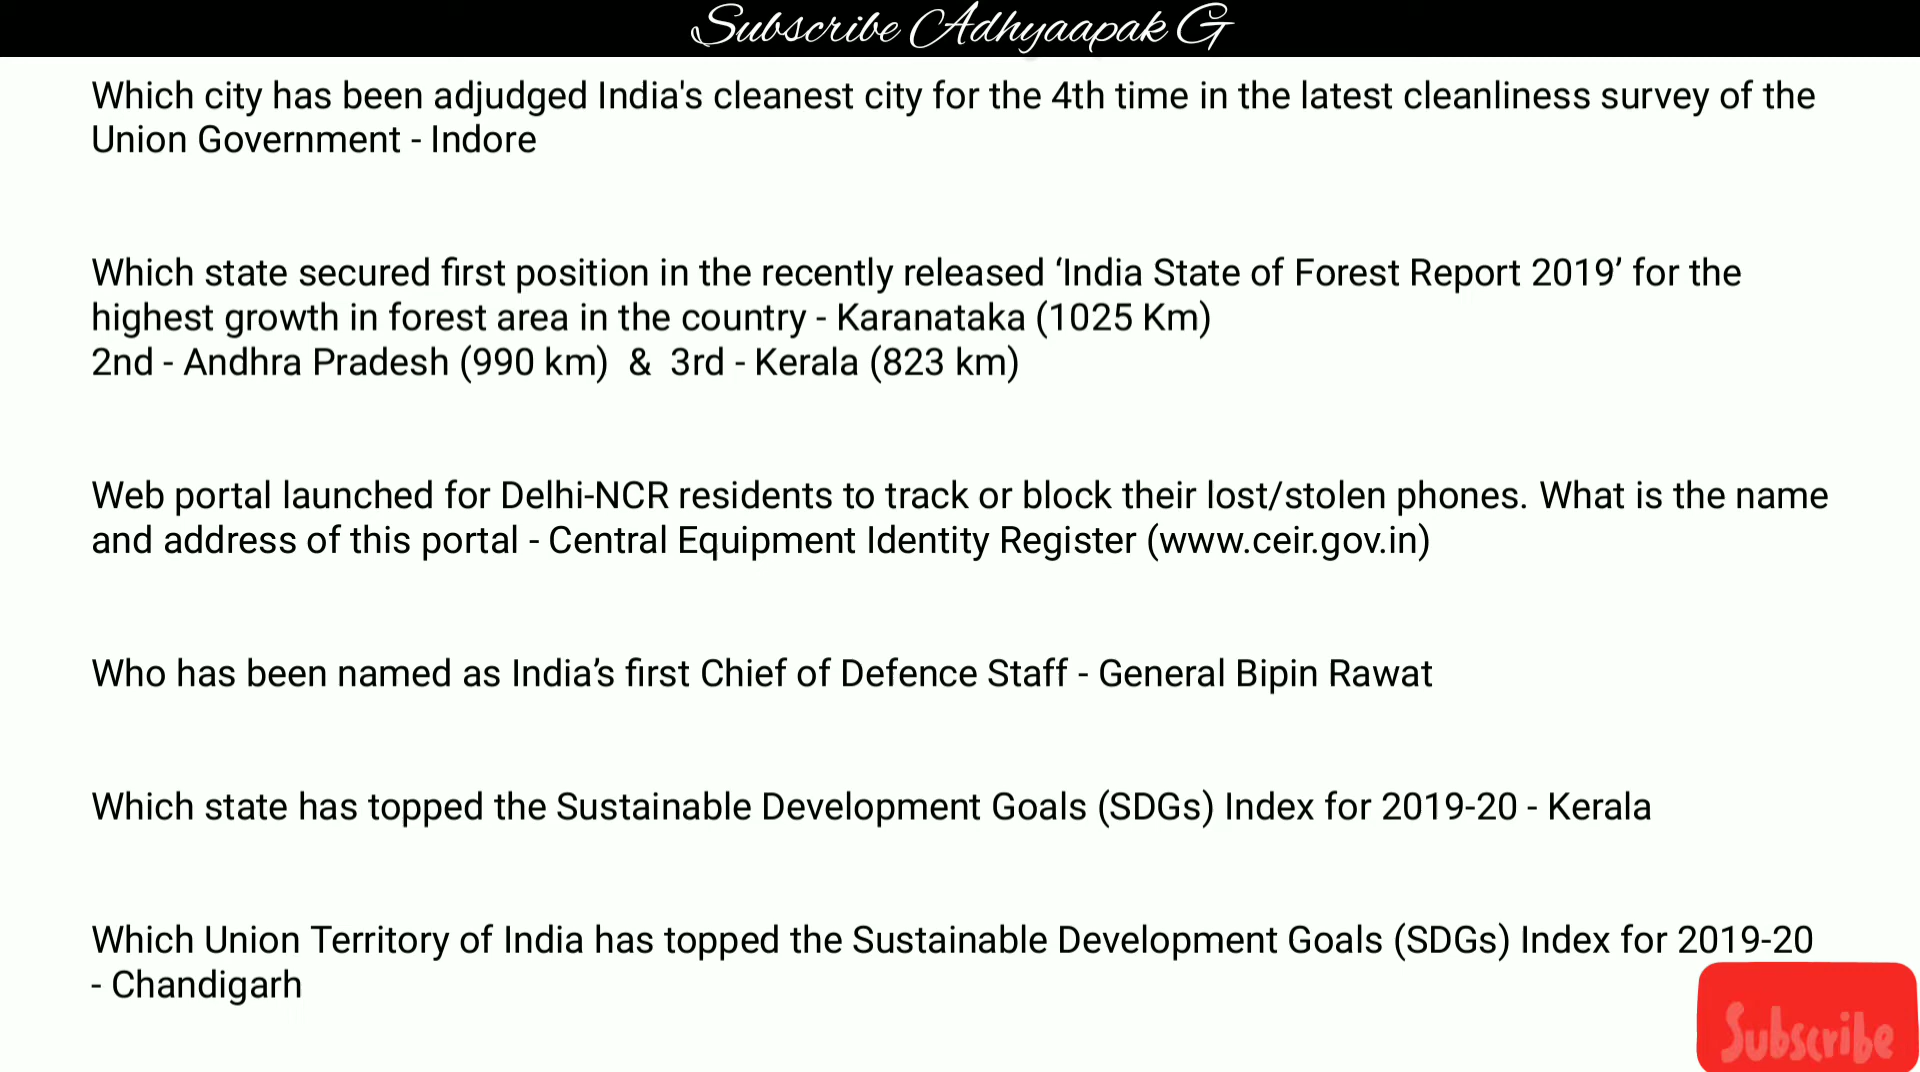 Subscribe Adhyaapak G
Which city has been adjudged India's cleanest city for the 4th time in the latest cleanliness survey of the
Union Government - Indore
Which state secured first position in the recently released ‘India State of Forest Report 2019’ for the
highest growth in forest area in the country - Karanataka (1025 Km)
2nd - Andhra Pradesh (990 km)  &  3rd - Kerala (823 km)
Web portal launched for Delhi-NCR residents to track or block their lost/stolen phones. What is the name
and address of this portal - Central Equipment Identity Register (www.ceir.gov.in)
Who has been named as India’s first Chief of Defence Staff - General Bipin Rawat
Which state has topped the Sustainable Development Goals (SDGs) Index for 2019-20 - Kerala
Which Union Territory of India has topped the Sustainable Development Goals (SDGs) Index for 2019-20
- Chandigarh
Subscribe